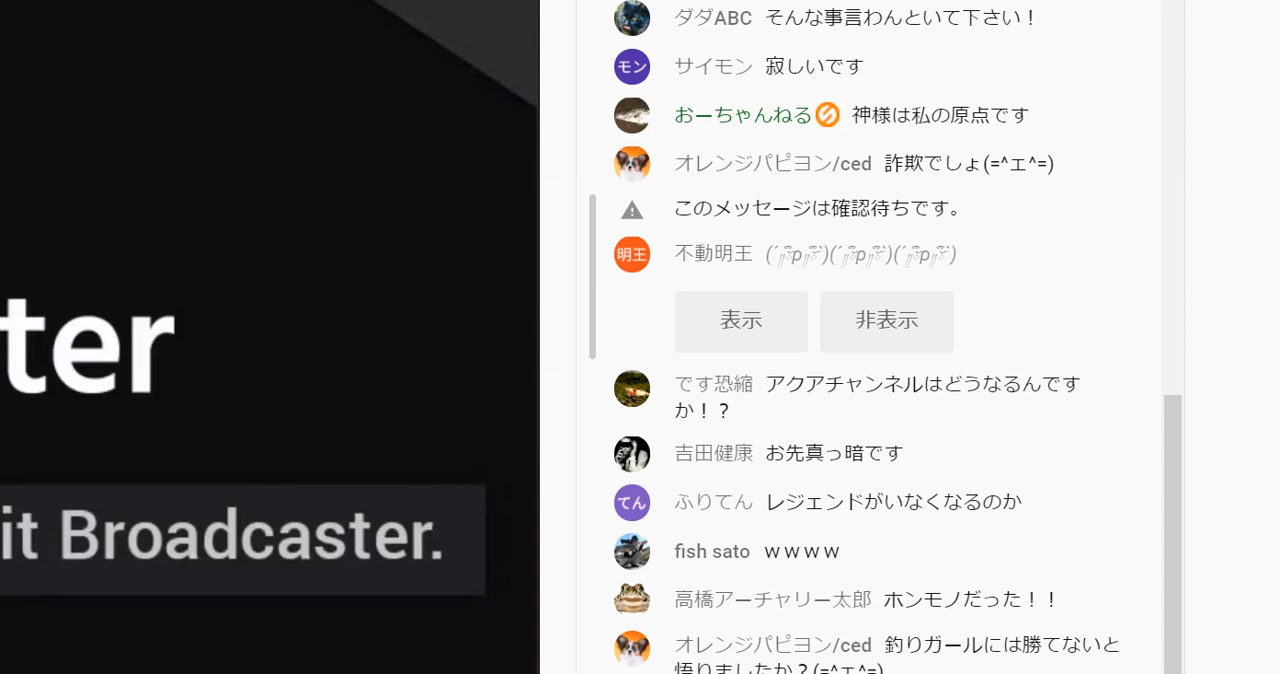 ダダABC そんな事言わんといて下さい！
モン サイモン 寂しいです
おーちゃんねる 神様は私の原点です
オレンジパピヨン/ced 詐欺でしょ(=^ェ^=)
このメッセージは確認待ちです。
明王 不動明王
表示 非表示
です恐縮 アクアチャンネルはどうなるんです
か！？
吉田健康 お先真っ暗です
てん ふりてん レジェンドがいなくなるのか
fish sato ｗｗｗｗ
高橋アーチャリー太郎 ホンモノだった！！
オレンジパピヨン/ced 釣りガールには勝てないと
悟りましたか？(=^ェ^=)
ter
it Broadcaster.